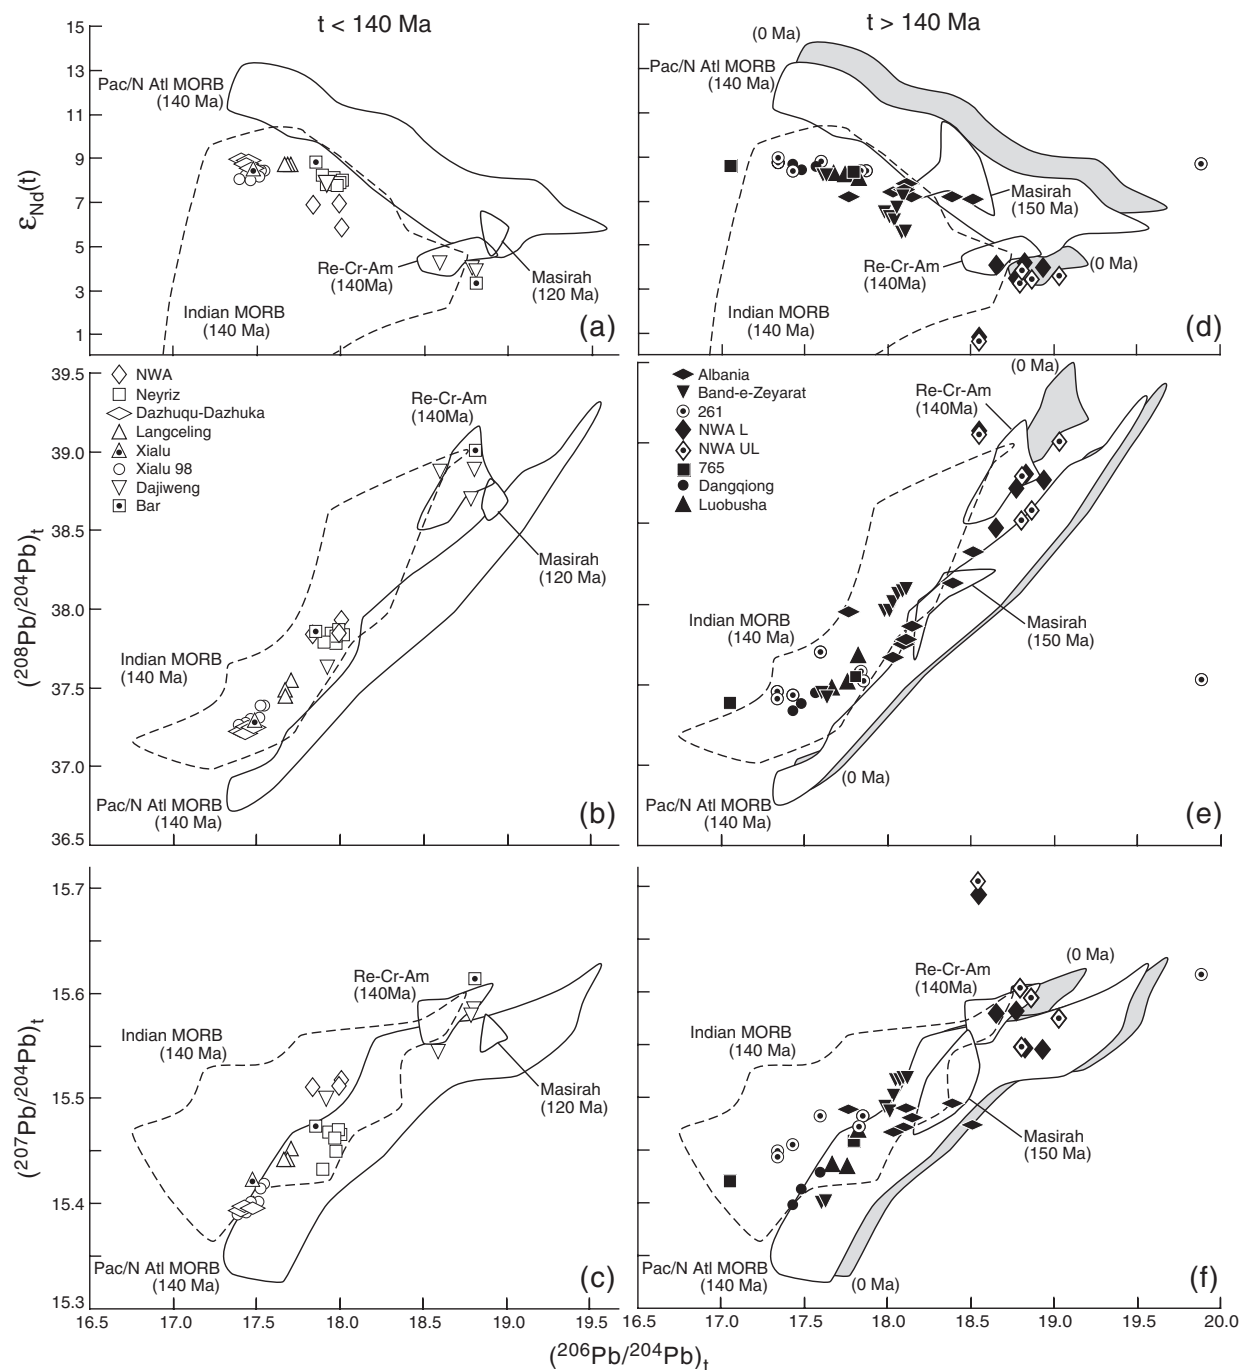 t < 140 Ma
t > 140 Ma
15
13
11
9
7
5
3
1
εNd(t)
Pac/N Atl MORB
(140 Ma)
Re-Cr-Am
(140Ma)
Masirah
(120 Ma)
Indian MORB
(140 Ma)
(a)
(0 Ma)
Pac/N Atl MORB
(140 Ma)
Masirah
(150 Ma)
Re-Cr-Am
(140Ma)
(0 Ma)
Indian MORB
(140 Ma)
(d)
39.5
39.0
38.5
38.0
37.5
37.0
36.5
(208Pb/204Pb)t
NWA
Neyriz
Dazhuqu-Dazhuka
Langceling
Xialu
Xialu 98
Dajiweng
Bar
Re-Cr-Am
(140Ma)
Masirah
(120 Ma)
Indian MORB
(140 Ma)
Pac/N Atl MORB
(140 Ma)
(b)
Albania
Band-e-Zeyarat
261
NWA L
NWA UL
765
Dangqiong
Luobusha
(0 Ma)
Re-Cr-Am
(140Ma)
Indian MORB
(140 Ma)
Masirah
(150 Ma)
(0 Ma)
Pac/N Atl MORB
(140 Ma)
(e)
15.7
15.6
15.5
15.4
15.3
(207Pb/204Pb)t
Re-Cr-Am
(140Ma)
Indian MORB
(140 Ma)
Masirah
(120 Ma)
Pac/N Atl MORB
(140 Ma)
(c)
(0 Ma)
Re-Cr-Am
(140Ma)
Indian MORB
(140 Ma)
Masirah
(150 Ma)
Pac/N Atl MORB
(140 Ma)
(0 Ma)
(f)
16.5 17.0 17.5 18.0 18.5 19.0 19.5 16.5 17.0 17.5 18.0 18.5 19.0 19.5 20.0
(206Pb/204Pb)t